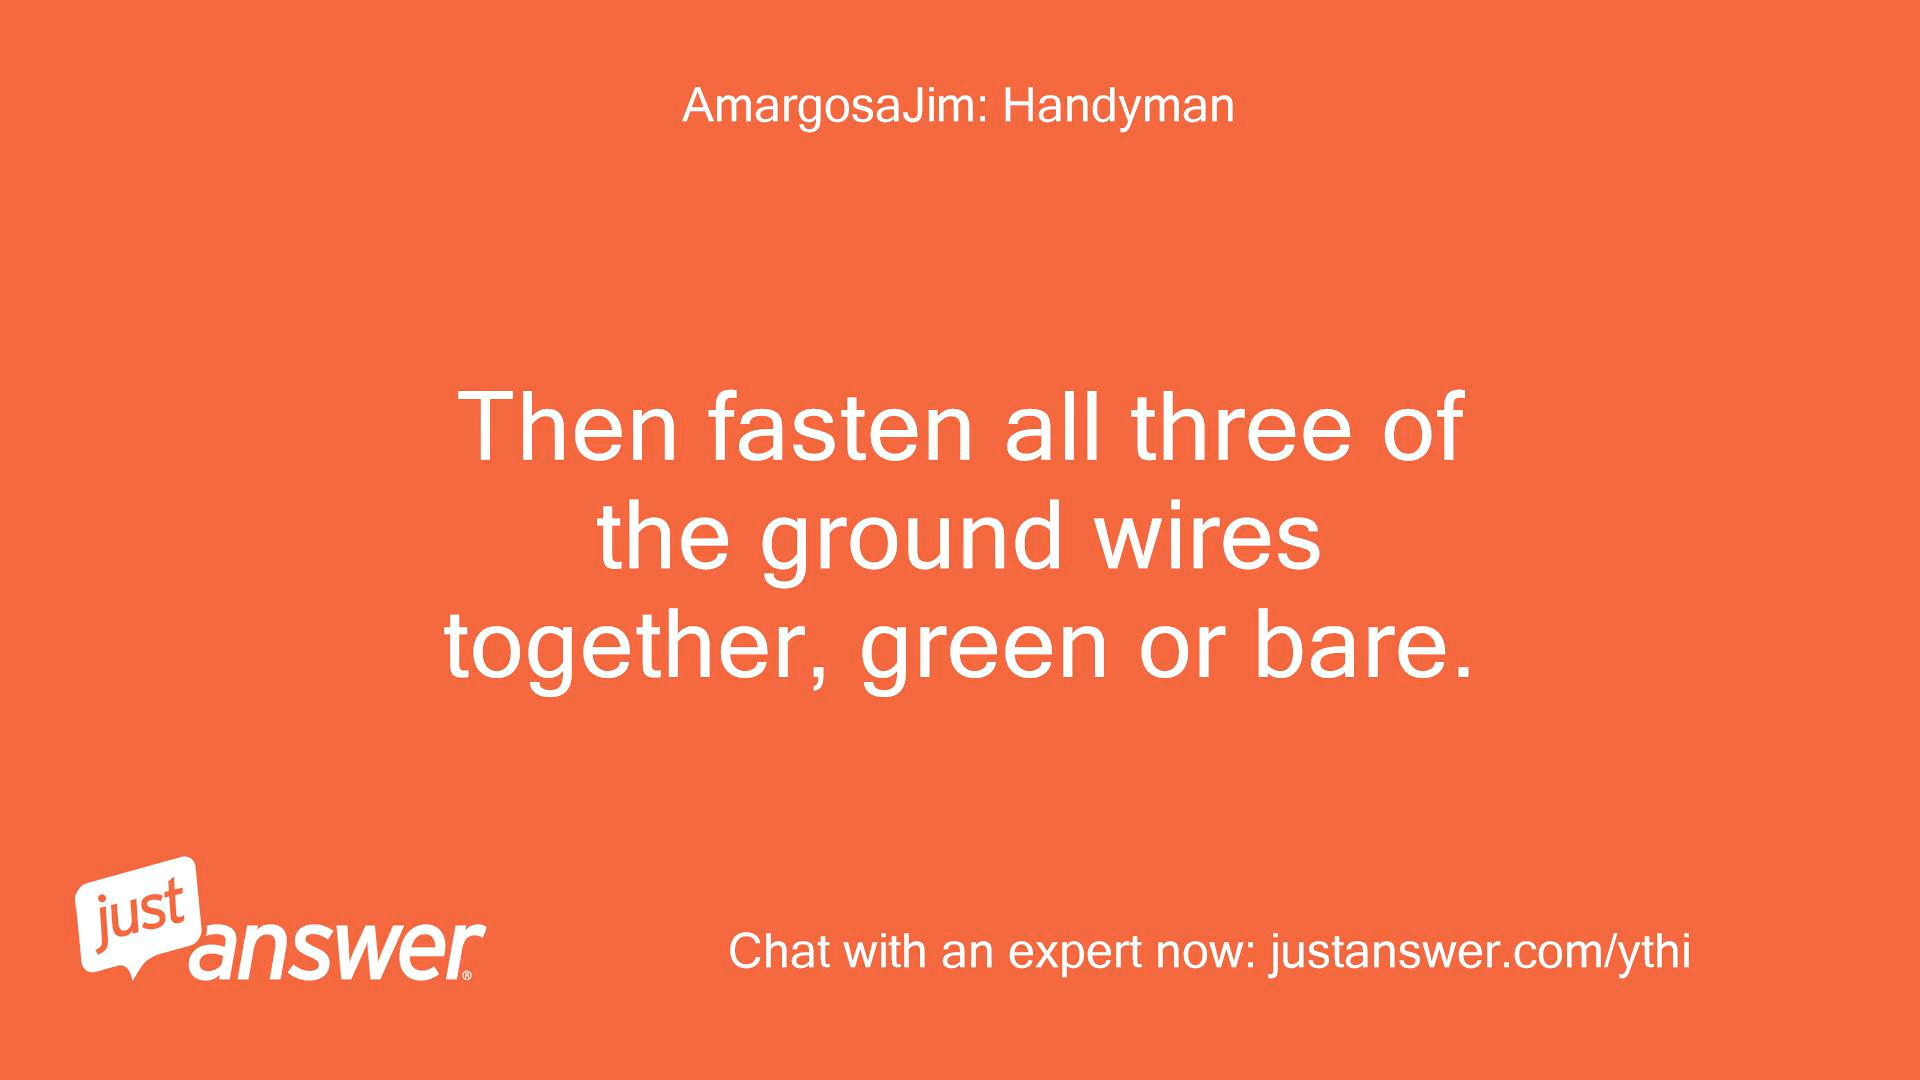 AmargosaJim: Handyman
Then fasten all three of
the ground wires
together, green or bare.
just
answer®
Chat with an expert now: justanswer.com/ythi